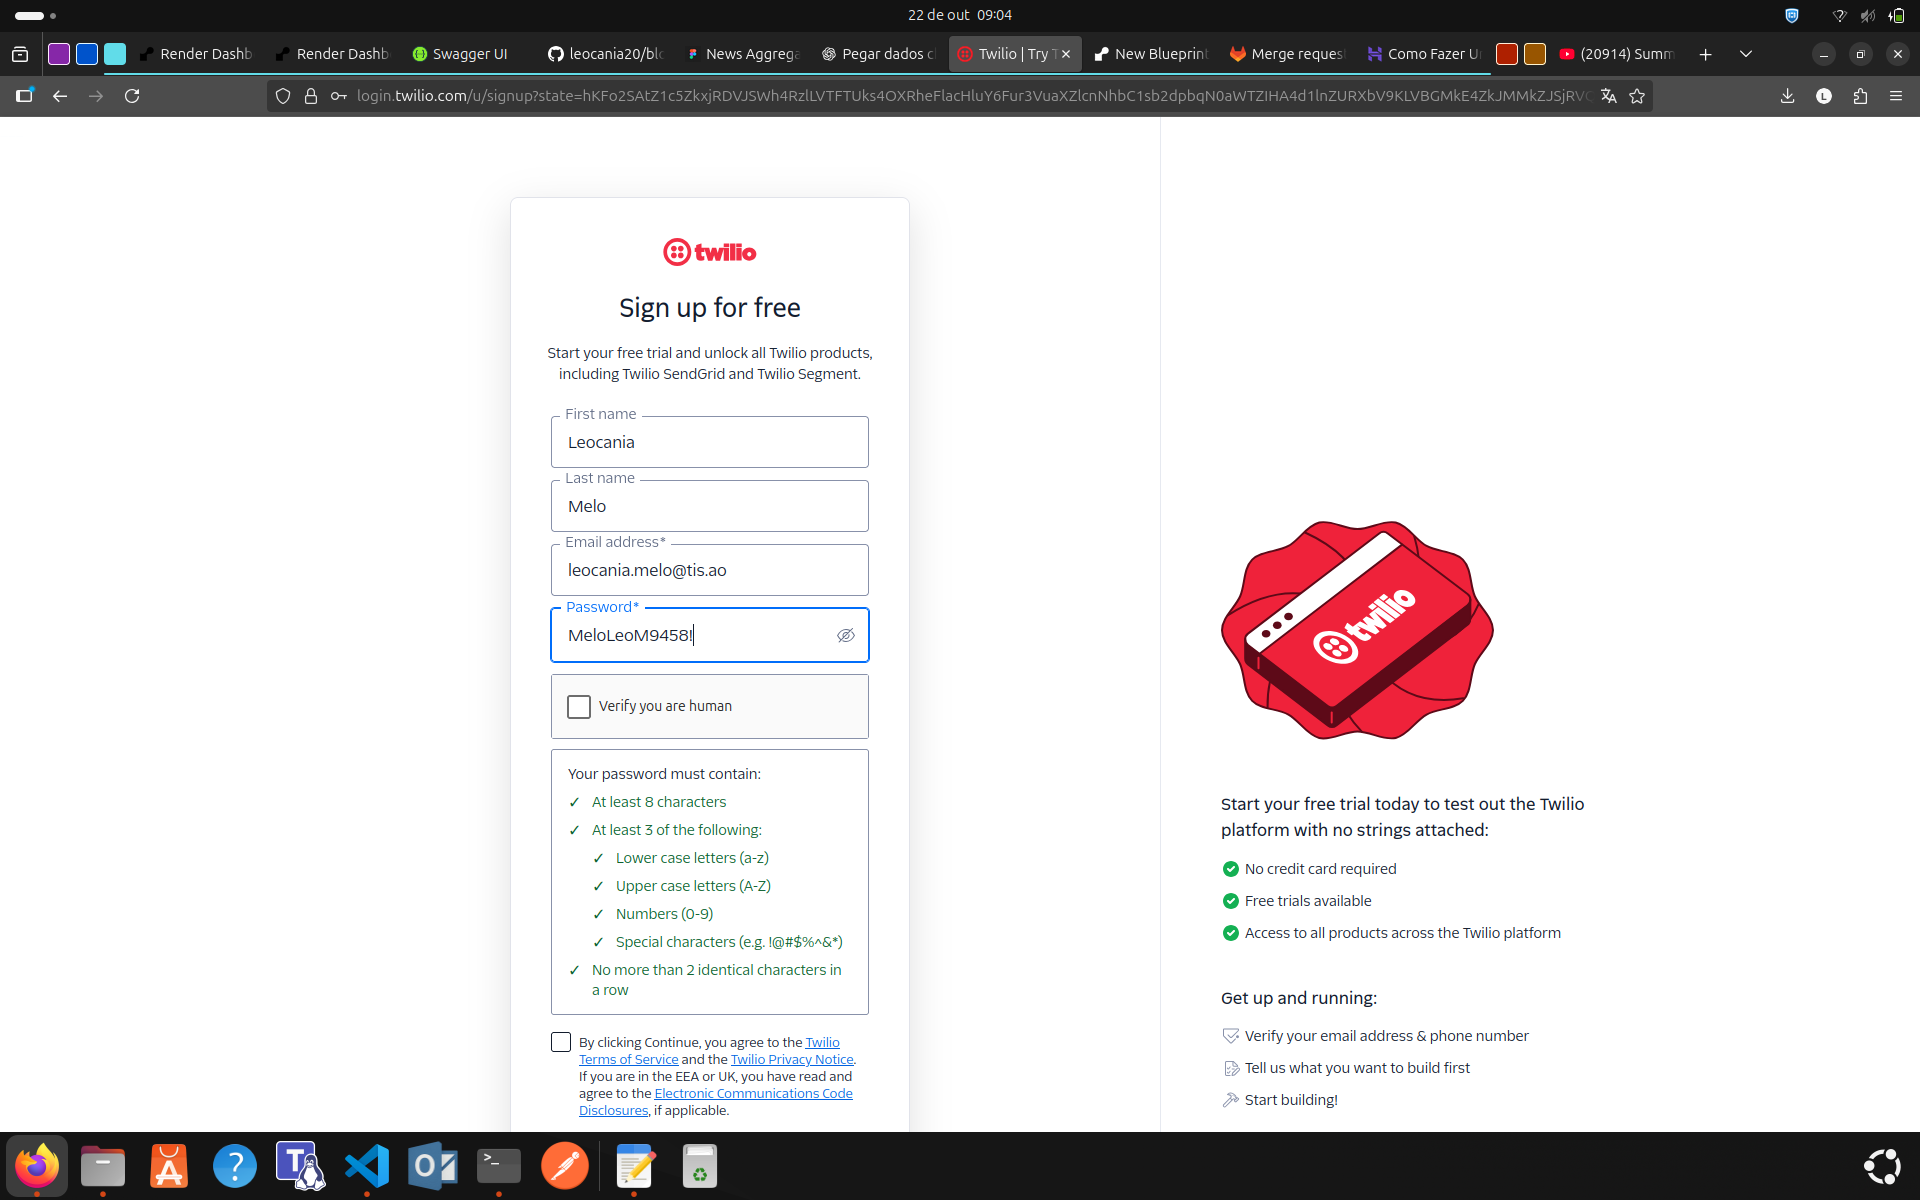 22 de out 09:04
Render Dashb
Render Dashb
Swagger UI
leocania20/blo
News Aggrega
Pegar dados c
Twilio | Try T
New Blueprint
Merge request
Como Fazer U
(20914) Summ
L
twilio
Sign up for free
Start your free trial and unlock all Twilio products,
including Twilio SendGrid and Twilio Segment.
First name
Leocania
Last name
Melo
Email address*
leocania.melo@tis.ao
Password*
MeloLeoM9458!
Verify you are human
Your password must contain:
✓ At least 8 characters
✓ At least 3 of the following:
✓ Lower case letters (a-z)
✓ Upper case letters (A-Z)
✓ Numbers (0-9)
✓ Special characters (e.g. !@#$%^&*)
✓ No more than 2 identical characters in
a row
By clicking Continue, you agree to the Twilio
Terms of Service and the Twilio Privacy Notice.
If you are in the EEA or UK, you have read and
agree to the Electronic Communications Code
Disclosures, if applicable.
twilio
Start your free trial today to test out the Twilio
platform with no strings attached:
No credit card required
Free trials available
Access to all products across the Twilio platform
Get up and running:
Verify your email address & phone number
Tell us what you want to build first
Start building!